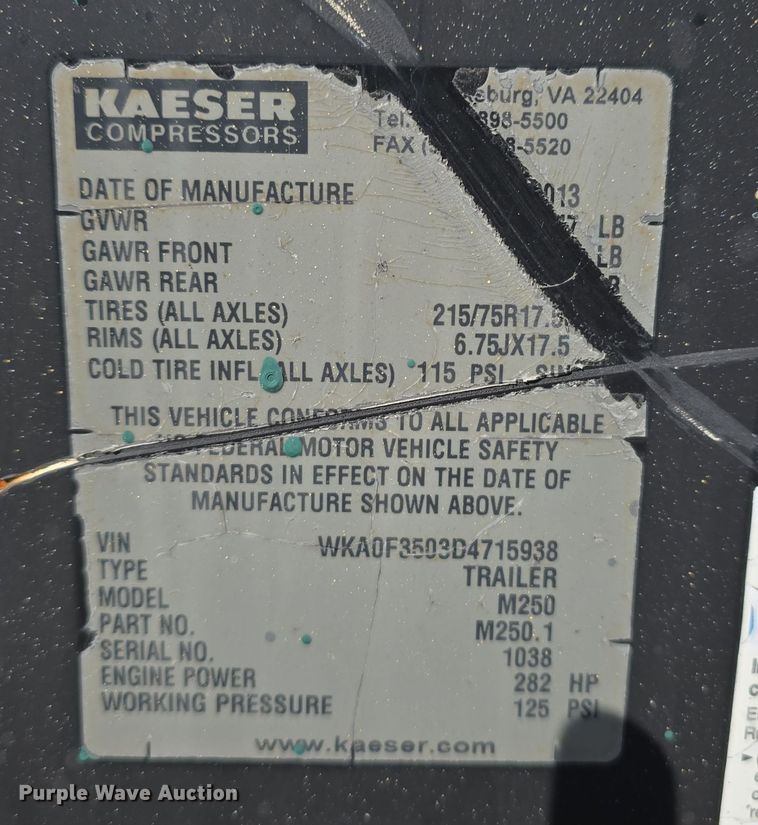 KAESER
COMPRESSORS
VA 22404
Tel. 898-5500
FAX 5520
DATE OF MANUFACTURE
GVWR LB
GAWR FRONT LB
GAWR REAR
TIRES (ALL AXLES) 215/75R17.5
RIMS (ALL AXLES) 6.75JX17.5
COLD TIRE INFL (ALL AXLES) 115 PSI
THIS VEHICLE CONFORMS TO ALL APPLICABLE
FEDERAL MOTOR VEHICLE SAFETY
STANDARDS IN EFFECT ON THE DATE OF
MANUFACTURE SHOWN ABOVE.
VIN WKA0F3503D4715938
TYPE TRAILER
MODEL M250
PART NO. M250.1
SERIAL NO. 1038
ENGINE POWER 282 HP
WORKING PRESSURE 125 PSI
www.kaeser.com
Purple Wave Auction